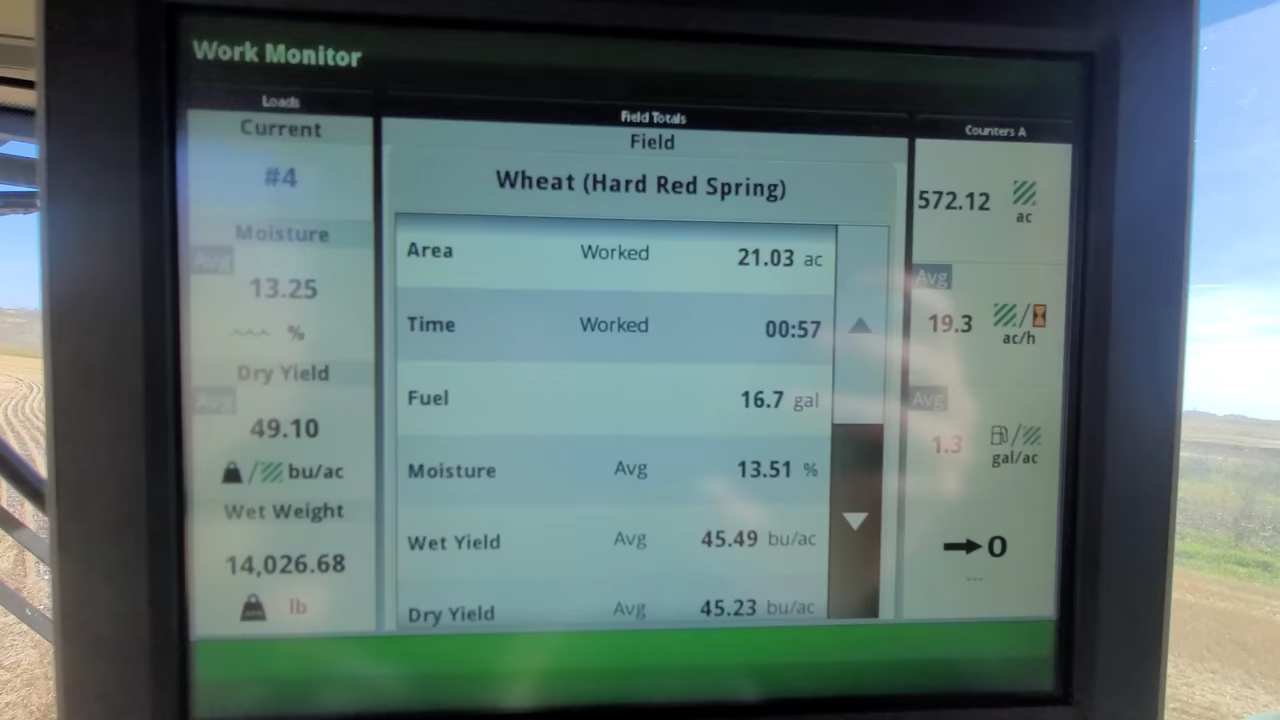 Work Monitor
Loads
Current
#4
Moisture
Avg
13.25
%
Dry Yield
Avg
49.10
/ bu/ac
Wet Weight
14,026.68
lb
Field Totals
Field
Wheat (Hard Red Spring)
Area Worked 21.03 ac
Time Worked 00:57
Fuel 16.7 gal
Moisture Avg 13.51 %
Wet Yield Avg 45.49 bu/ac
Dry Yield Avg 45.23 bu/ac
Counters A
572.12
ac
Avg
19.3 /
ac/h
Avg
1.3 /
gal/ac
0
---